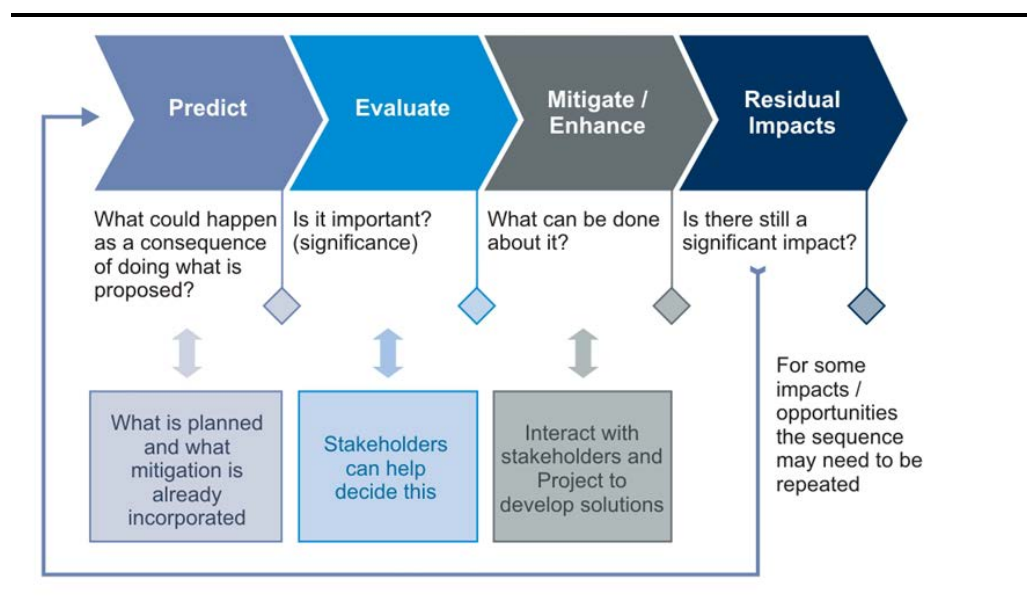 Predict
Evaluate
Mitigate /
Enhance
Residual
Impacts
What could happen
as a consequence
of doing what is
proposed?
Is it important?
(significance)
What can be done
about it?
Is there still a
significant impact?
What is planned
and what
mitigation is
already
incorporated
Stakeholders
can help
decide this
Interact with
stakeholders and
Project to
develop solutions
For some
impacts /
opportunities
the sequence
may need to be
repeated